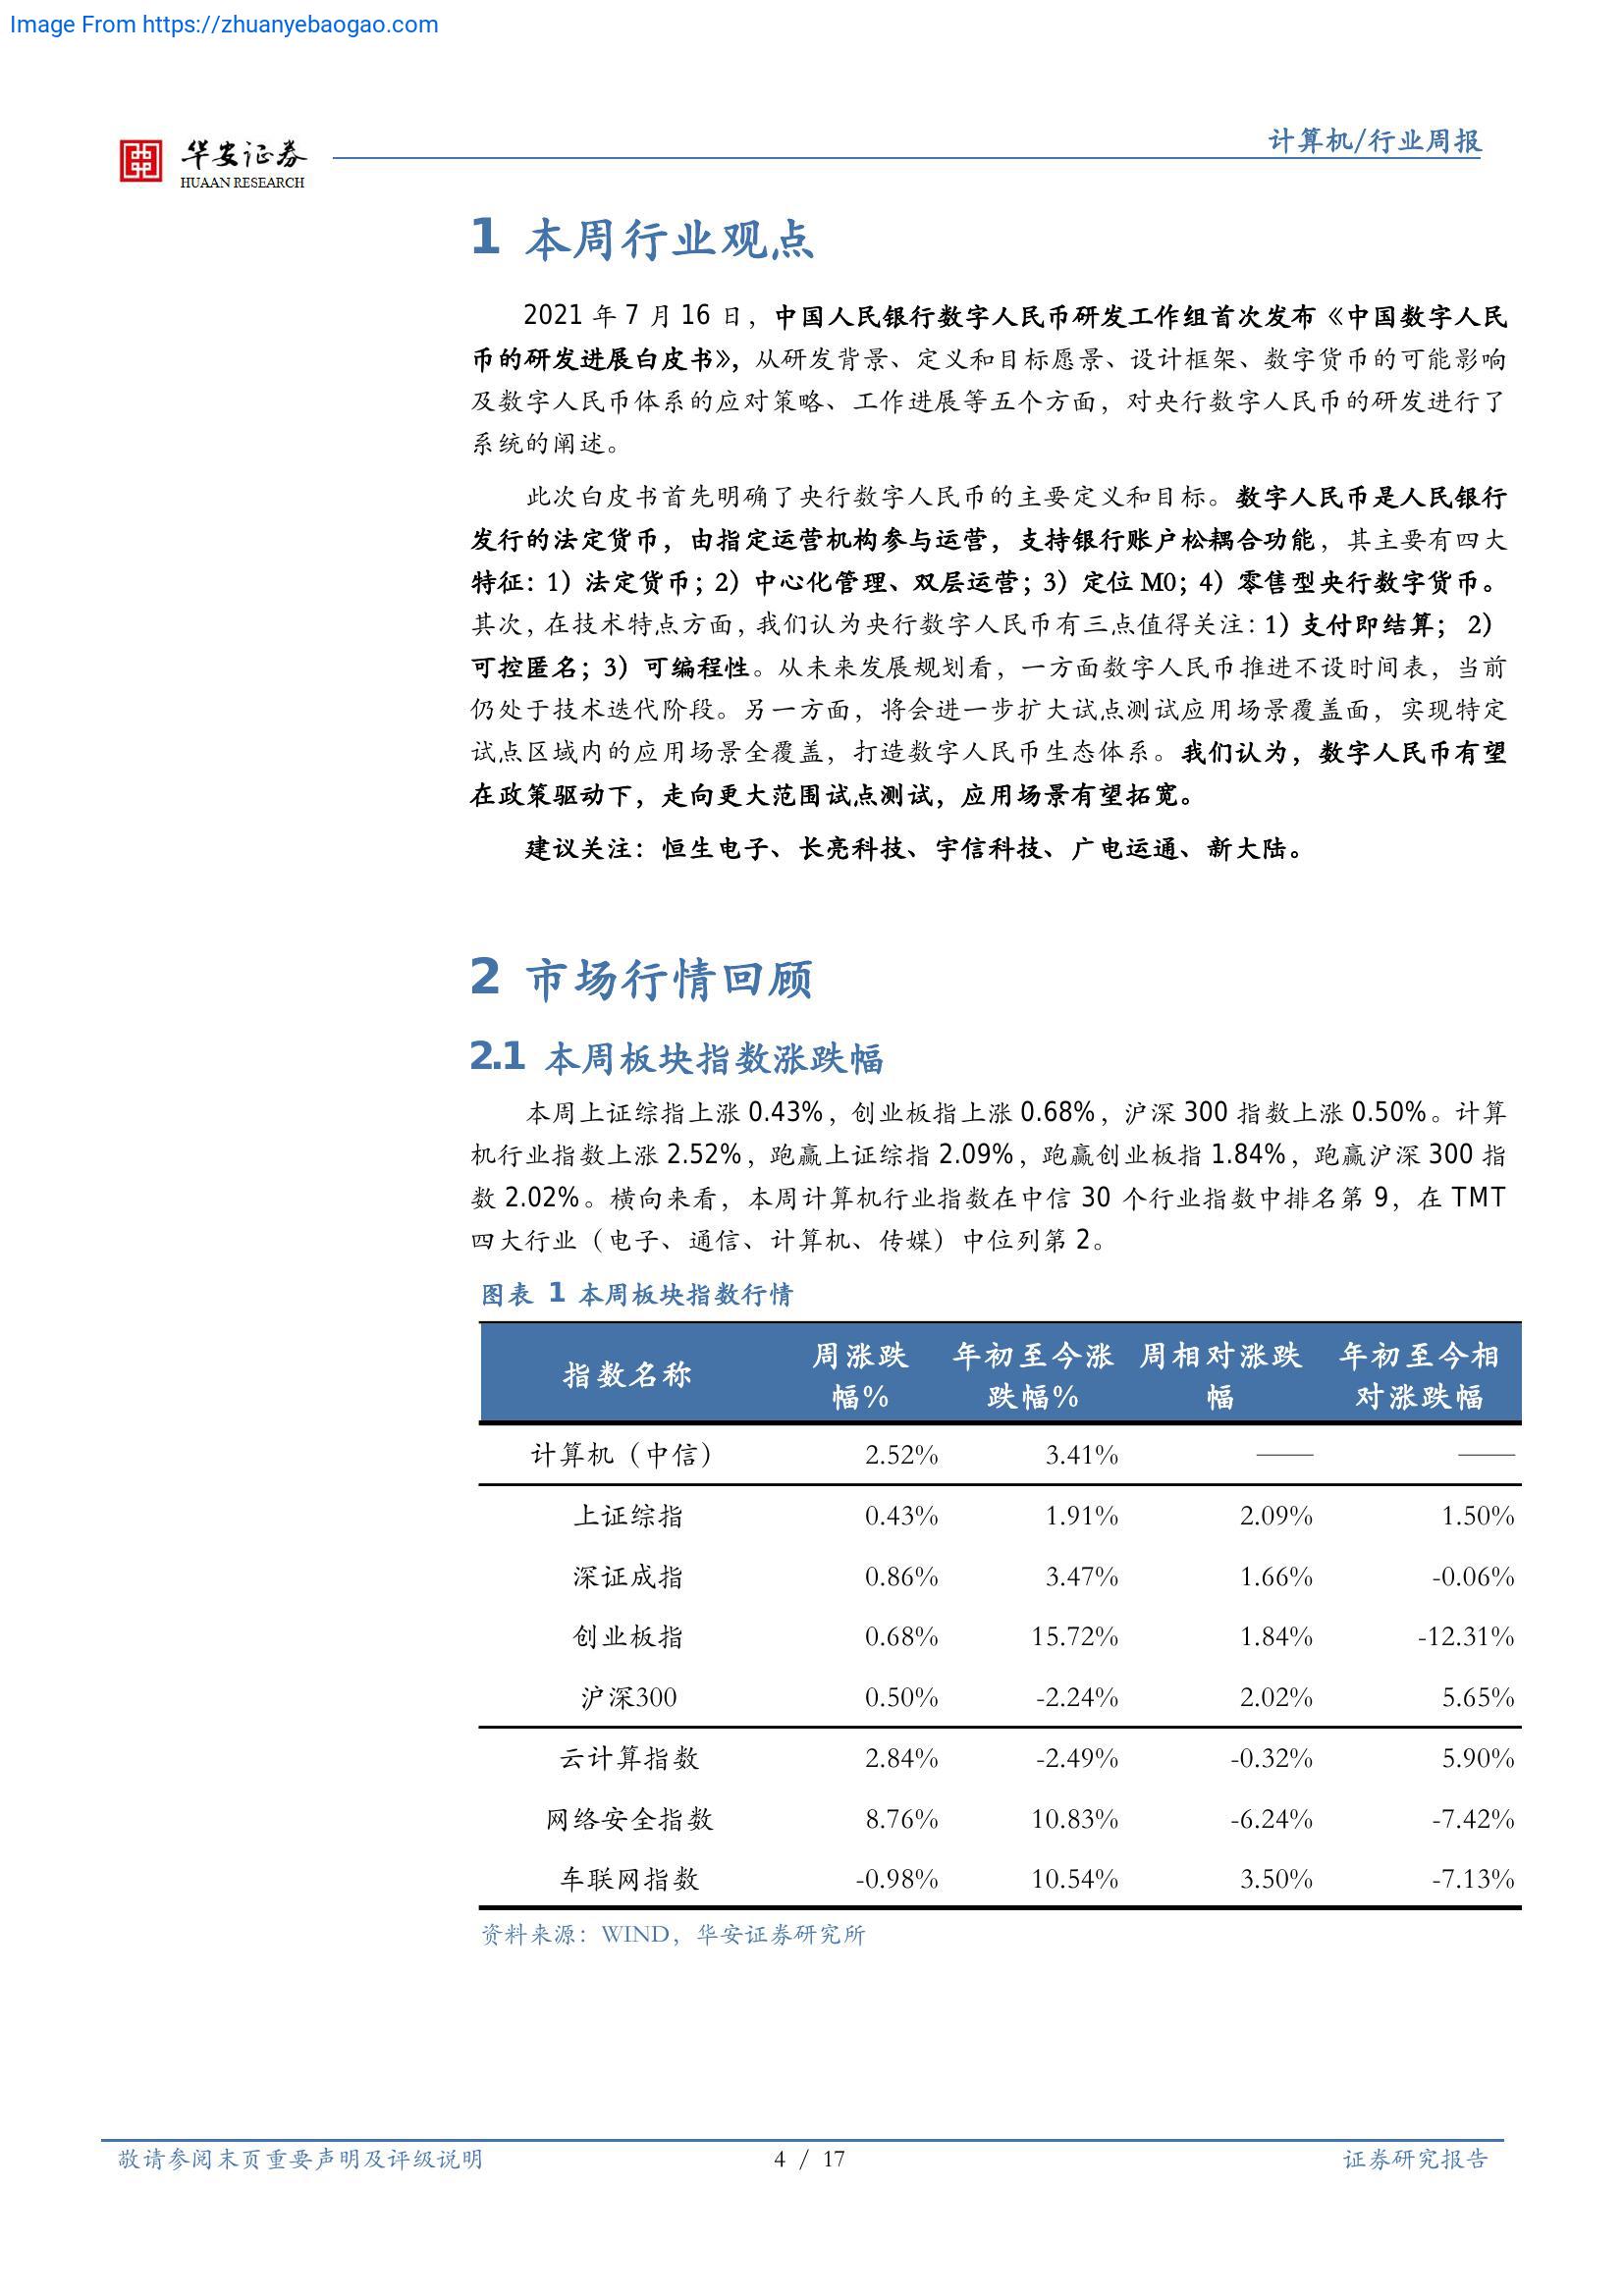 Image From https://zhuanyebaogao.com
华安证券
HUAAN RESEARCH
计算机/行业周报
1 本周行业观点
2021 年 7 月 16 日，中国人民银行数字人民币研发工作组首次发布《中国数字人民
币的研发进展白皮书》，从研发背景、定义和目标愿景、设计框架、数字货币的可能影响
及数字人民币体系的应对策略、工作进展等五个方面，对央行数字人民币的研发进行了
系统的阐述。
此次白皮书首先明确了央行数字人民币的主要定义和目标。数字人民币是人民银行
发行的法定货币，由指定运营机构参与运营，支持银行账户松耦合功能，其主要有四大
特征：1）法定货币；2）中心化管理、双层运营；3）定位 M0；4）零售型央行数字货币。
其次，在技术特点方面，我们认为央行数字人民币有三点值得关注：1）支付即结算； 2）
可控匿名；3）可编程性。从未来发展规划看，一方面数字人民币推进不设时间表，当前
仍处于技术迭代阶段。另一方面，将会进一步扩大试点测试应用场景覆盖面，实现特定
试点区域内的应用场景全覆盖，打造数字人民币生态体系。我们认为，数字人民币有望
在政策驱动下，走向更大范围试点测试，应用场景有望拓宽。
建议关注：恒生电子、长亮科技、宇信科技、广电运通、新大陆。
2 市场行情回顾
2.1 本周板块指数涨跌幅
本周上证综指上涨 0.43%，创业板指上涨 0.68%，沪深 300 指数上涨 0.50%。计算
机行业指数上涨 2.52%，跑赢上证综指 2.09%，跑赢创业板指 1.84%，跑赢沪深 300 指
数 2.02%。横向来看，本周计算机行业指数在中信 30 个行业指数中排名第 9，在 TMT
四大行业（电子、通信、计算机、传媒）中位列第 2。
图表 1 本周板块指数行情
指数名称 周涨跌幅% 年初至今涨跌幅% 周相对涨跌幅 年初至今相对涨跌幅
计算机（中信） 2.52% 3.41% —— ——
上证综指 0.43% 1.91% 2.09% 1.50%
深证成指 0.86% 3.47% 1.66% -0.06%
创业板指 0.68% 15.72% 1.84% -12.31%
沪深300 0.50% -2.24% 2.02% 5.65%
云计算指数 2.84% -2.49% -0.32% 5.90%
网络安全指数 8.76% 10.83% -6.24% -7.42%
车联网指数 -0.98% 10.54% 3.50% -7.13%
资料来源：WIND，华安证券研究所
敬请参阅末页重要声明及评级说明
4 / 17
证券研究报告